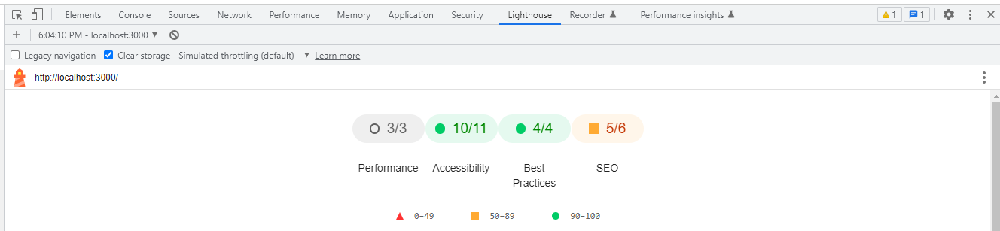 Elements Console Sources Network Performance Memory Application Security Lighthouse Recorder Performance insights 1 1
6:04:10 PM - localhost:3000
Legacy navigation Clear storage Simulated throttling (default) Learn more
http://localhost:3000/
3/3 10/11 4/4 5/6
Performance Accessibility Best Practices SEO
0–49 50–89 90–100